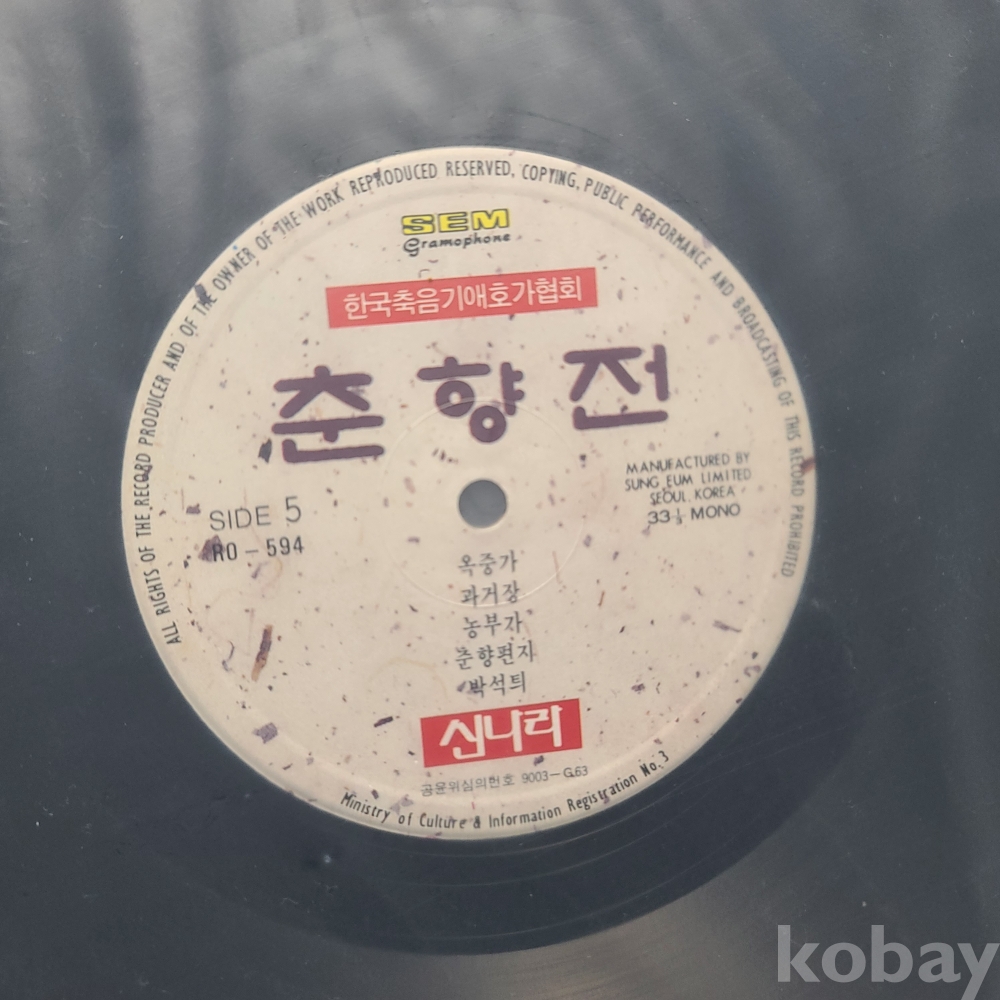 ALL RIGHTS OF THE RECORD PRODUCER AND OF THE OWNER OF THE WORK REPRODUCED RESERVED, COPYING, PUBLIC PERFORMANCE AND BROADCASTING OF THIS RECORD PROHIBITED
SEM
Gramophone
한국축음기애호가협회
춘향전
MANUFACTURED BY
SUNG EUM LIMITED
SEOUL, KOREA
33⅓ MONO
SIDE 5
RO-594
옥중가
과거장
농부가
춘향편지
박석틔
신나라
공윤위심의번호 9003-G63
Ministry of Culture & Information Registration No.3
kobay